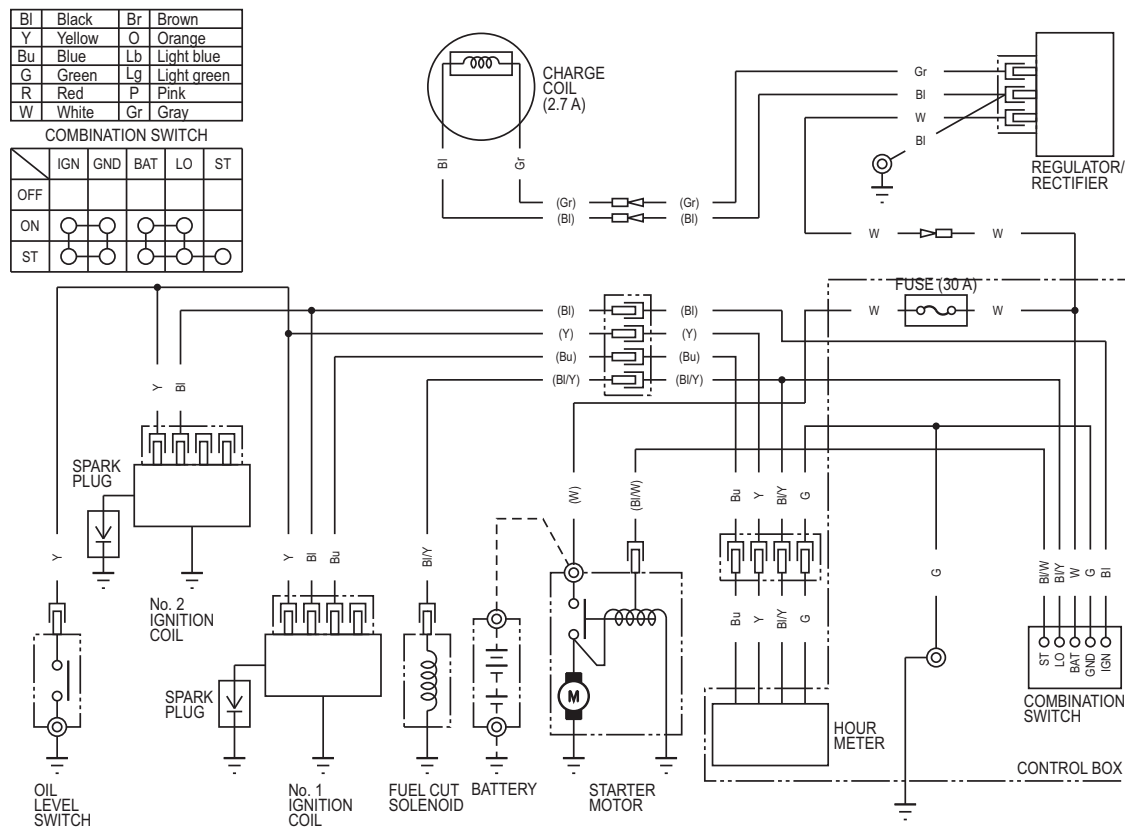 Bl Black Br Brown
Y Yellow O Orange
Bu Blue Lb Light blue
G Green Lg Light green
R Red P Pink
W White Gr Gray
COMBINATION SWITCH
IGN GND BAT LO ST
OFF
ON
ST
CHARGE
COIL
(2.7 A)
Bl
Gr
(Gr) (Gr)
(Bl) (Bl)
Gr
Bl
W
Bl
REGULATOR/
RECTIFIER
W W
FUSE (30 A)
W W
(Bl) (Bl)
(Y) (Y)
(Bu) (Bu)
(Bl/Y) (Bl/Y)
Y
Bl
SPARK
PLUG
No. 2
IGNITION
COIL
Y
Y
Bl
Bu
Bl/Y
(W)
(Bl/W)
Bu
Y
Bl/Y
G
Bu
Y
Bl/Y
G
G
Bl/W
Bl/Y
W
G
Bl
ST
LO
BAT
GND
IGN
COMBINATION
SWITCH
SPARK
PLUG
M
HOUR
METER
CONTROL BOX
OIL
LEVEL
SWITCH
No. 1
IGNITION
COIL
FUEL CUT
SOLENOID
BATTERY
STARTER
MOTOR